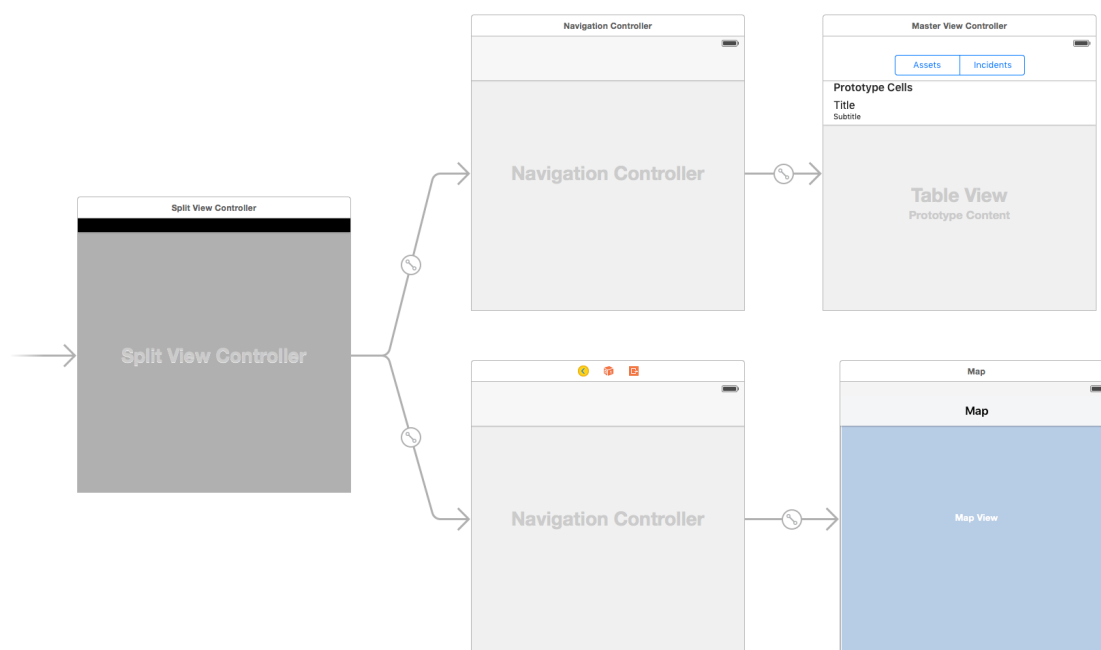 Navigation Controller
Navigation Controller
Master View Controller
Assets
Incidents
Prototype Cells
Title
Subtitle
Table View
Prototype Content
Split View Controller
Split View Controller
Navigation Controller
Map
Map
Map View